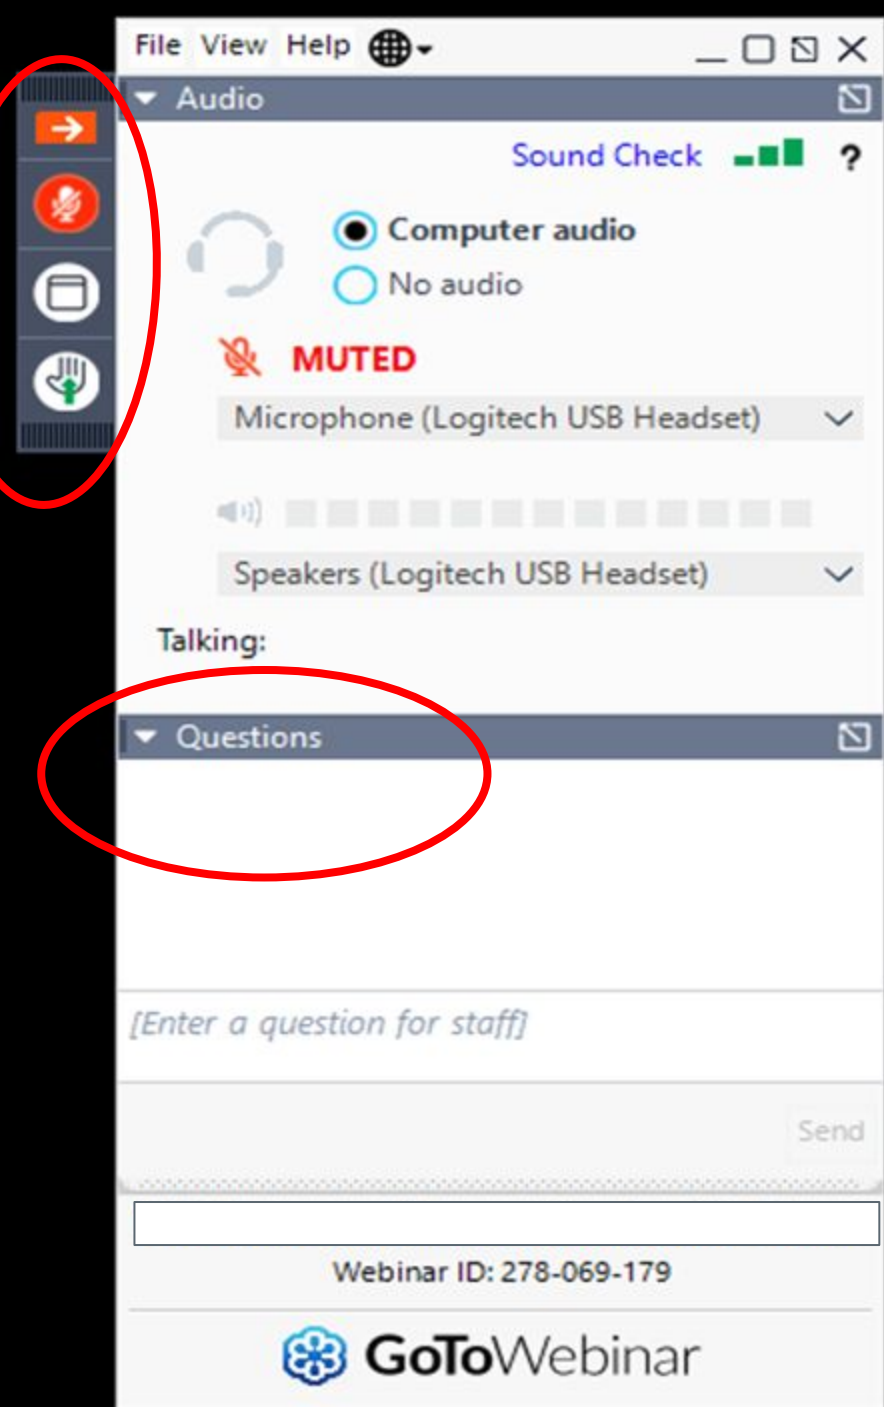 File View Help
Audio
Sound Check ?
Computer audio
No audio
MUTED
Microphone (Logitech USB Headset)
Speakers (Logitech USB Headset)
Talking:
Questions
[Enter a question for staff]
Send
Webinar ID: 278-069-179
GoToWebinar